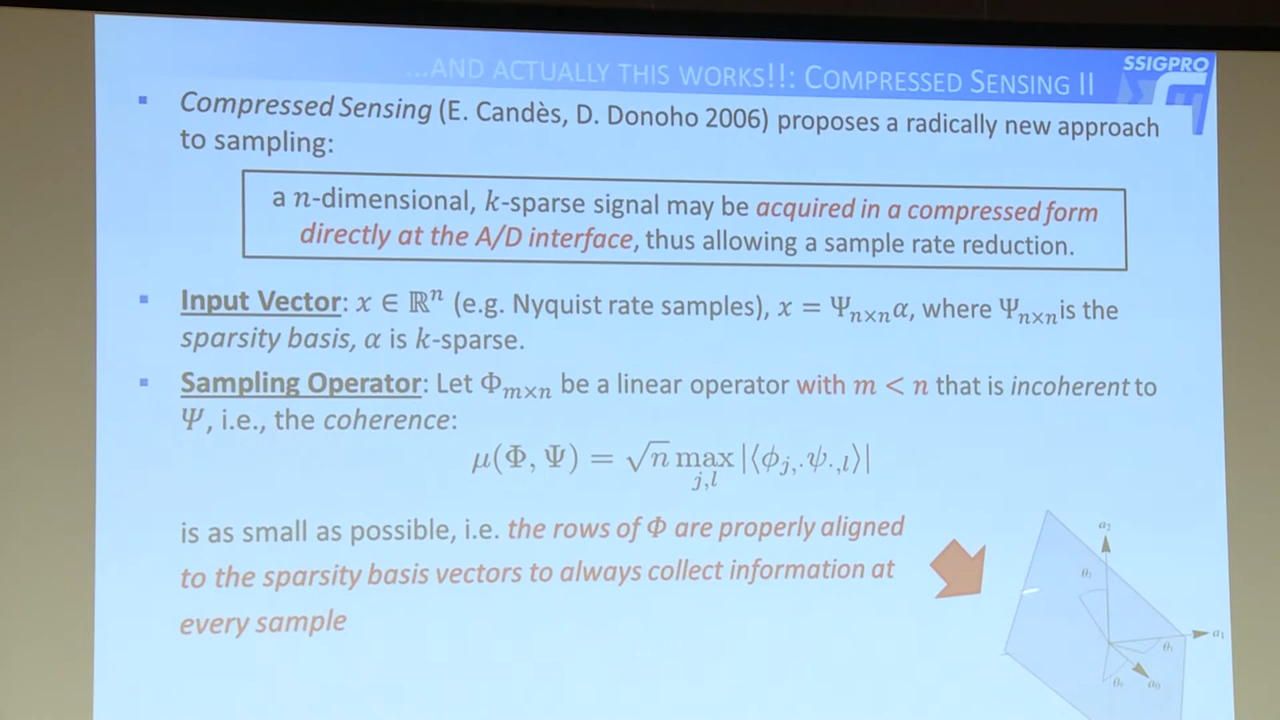 ...AND ACTUALLY THIS WORKS!!: COMPRESSED SENSING II
SSIGPRO
▪ Compressed Sensing (E. Candès, D. Donoho 2006) proposes a radically new approach
to sampling:
a n-dimensional, k-sparse signal may be acquired in a compressed form
directly at the A/D interface, thus allowing a sample rate reduction.
▪ Input Vector: x ∈ ℝⁿ (e.g. Nyquist rate samples), x = Ψₙₓₙα, where Ψₙₓₙ is the
sparsity basis, α is k-sparse.
▪ Sampling Operator: Let Φₘₓₙ be a linear operator with m < n that is incoherent to
Ψ, i.e., the coherence:
μ(Φ, Ψ) = √n max |⟨ϕⱼ,. ψ.,ₗ⟩|
j,l
is as small as possible, i.e. the rows of Φ are properly aligned
to the sparsity basis vectors to always collect information at
every sample
a₂
θ₂
a₁
θ₁
θ₀
a₀